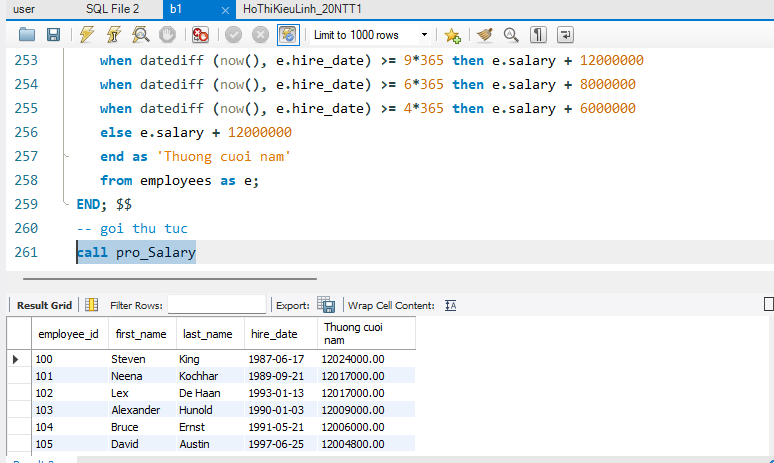 user SQL File 2 b1 HoThiKieuLinh_20NTT1
Limit to 1000 rows
253 when datediff (now(), e.hire_date) >= 9*365 then e.salary + 12000000
254 when datediff (now(), e.hire_date) >= 6*365 then e.salary + 8000000
255 when datediff (now(), e.hire_date) >= 4*365 then e.salary + 6000000
256 else e.salary + 12000000
257 end as 'Thuong cuoi nam'
258 from employees as e;
259 END; $$
260 -- goi thu tuc
261 call pro_Salary
Result Grid Filter Rows: Export: Wrap Cell Content:
employee_id first_name last_name hire_date Thuong cuoi
nam
100 Steven King 1987-06-17 12024000.00
101 Neena Kochhar 1989-09-21 12017000.00
102 Lex De Haan 1993-01-13 12017000.00
103 Alexander Hunold 1990-01-03 12009000.00
104 Bruce Ernst 1991-05-21 12006000.00
105 David Austin 1997-06-25 12004800.00